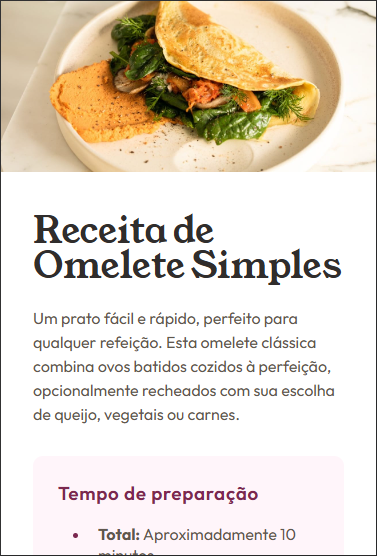 Receita de
Omelete Simples
Um prato fácil e rápido, perfeito para
qualquer refeição. Esta omelete clássica
combina ovos batidos cozidos à perfeição,
opcionalmente recheados com sua escolha
de queijo, vegetais ou carnes.
Tempo de preparação
• Total: Aproximadamente 10
minutos